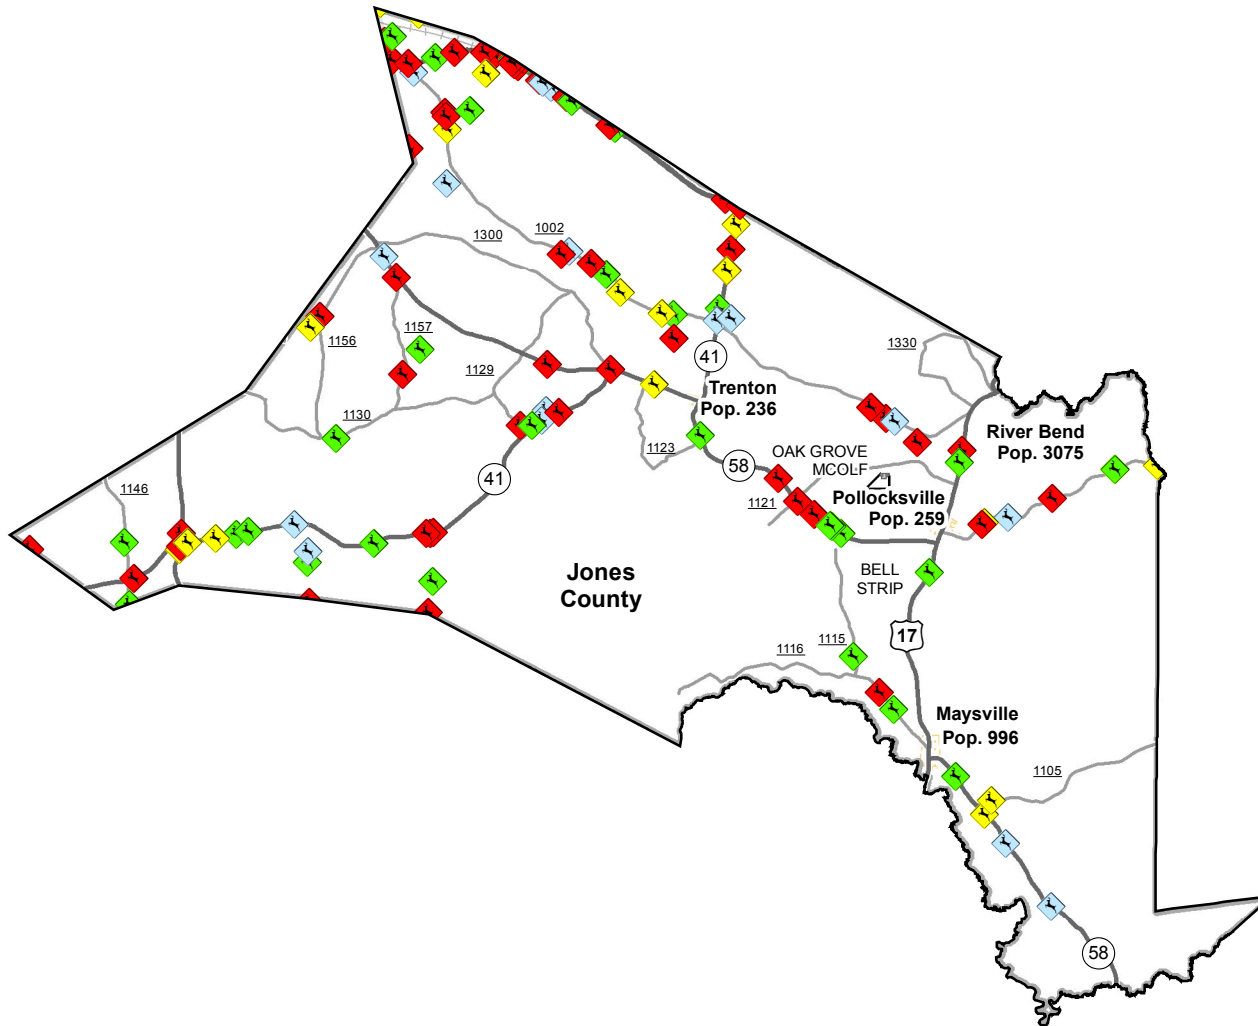 1002
1300
1156
1157
1330
41
1129
Trenton
Pop. 236
1130
River Bend
Pop. 3075
1123
OAK GROVE
MCOLF
58
41
1146
Pollocksville
Pop. 259
1121
BELL
STRIP
Jones
County
17
1115
1116
Maysville
Pop. 996
1105
58